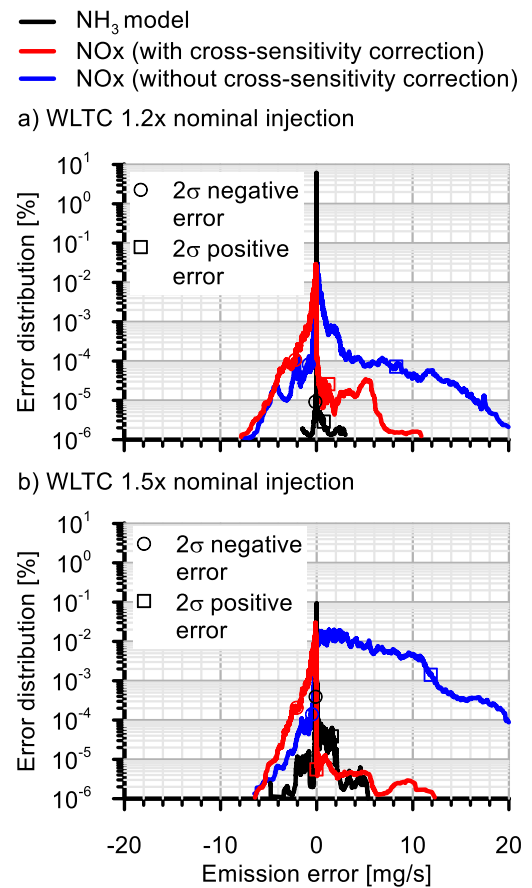 NH3 model
NOx (with cross-sensitivity correction)
NOx (without cross-sensitivity correction)
a) WLTC 1.2x nominal injection
Error distribution [%]
10^1
10^0
10^-1
10^-2
10^-3
10^-4
10^-5
10^-6
2σ negative
error
2σ positive
error
b) WLTC 1.5x nominal injection
Error distribution [%]
10^1
10^0
10^-1
10^-2
10^-3
10^-4
10^-5
10^-6
2σ negative
error
2σ positive
error
-20 -10 0 10 20
Emission error [mg/s]